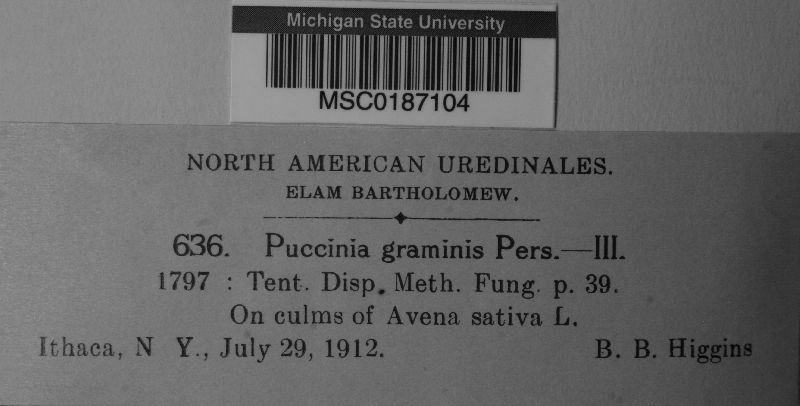 Michigan State University
MSC0187104
NORTH AMERICAN UREDINALES.
ELAM BARTHOLOMEW.
636. Puccinia graminis Pers.—III.
1797 : Tent. Disp. Meth. Fung. p. 39.
On culms of Avena sativa L.
Ithaca, N Y., July 29, 1912. B. B. Higgins